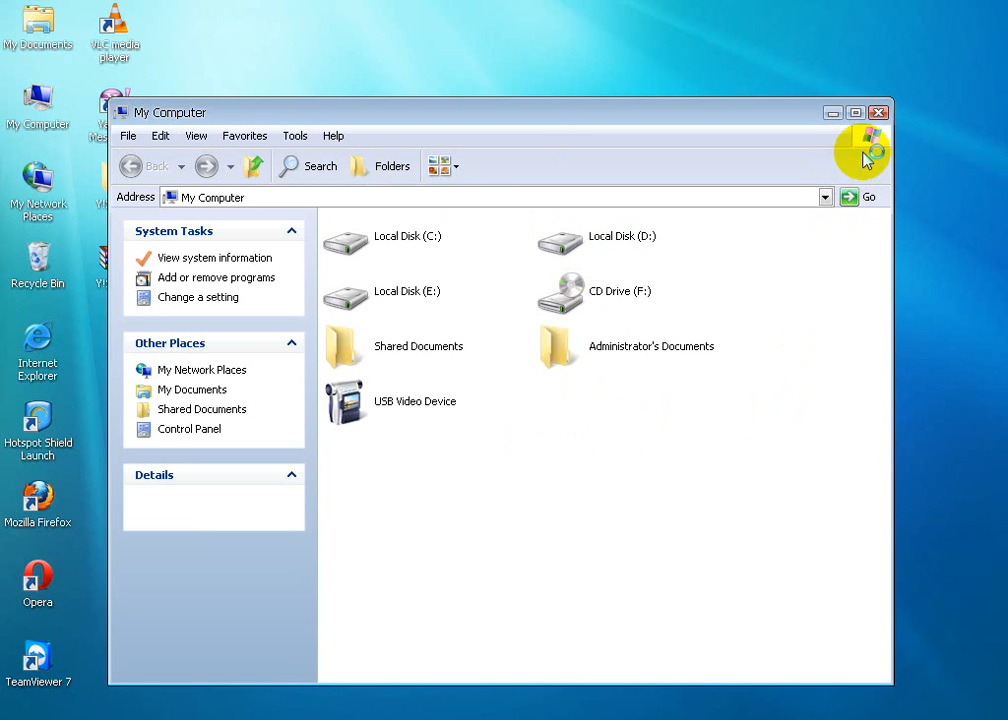 My Documents
VLC media
player
My Computer
My Network
Places
Recycle Bin
Internet
Explorer
Hotspot Shield
Launch
Mozilla Firefox
Opera
TeamViewer 7
My Computer
File Edit View Favorites Tools Help
Back Search Folders
Address My Computer Go
System Tasks
View system information
Add or remove programs
Change a setting
Other Places
My Network Places
My Documents
Shared Documents
Control Panel
Details
Local Disk (C:) Local Disk (D:)
Local Disk (E:) CD Drive (F:)
Shared Documents Administrator's Documents
USB Video Device